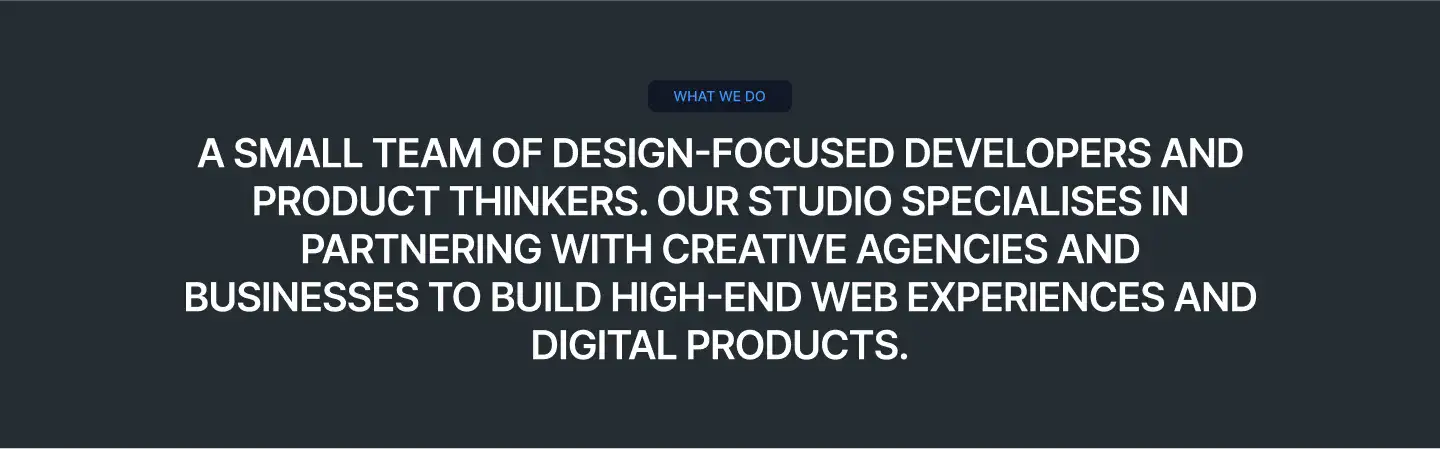 WHAT WE DO
A SMALL TEAM OF DESIGN-FOCUSED DEVELOPERS AND
PRODUCT THINKERS. OUR STUDIO SPECIALISES IN
PARTNERING WITH CREATIVE AGENCIES AND
BUSINESSES TO BUILD HIGH-END WEB EXPERIENCES AND
DIGITAL PRODUCTS.